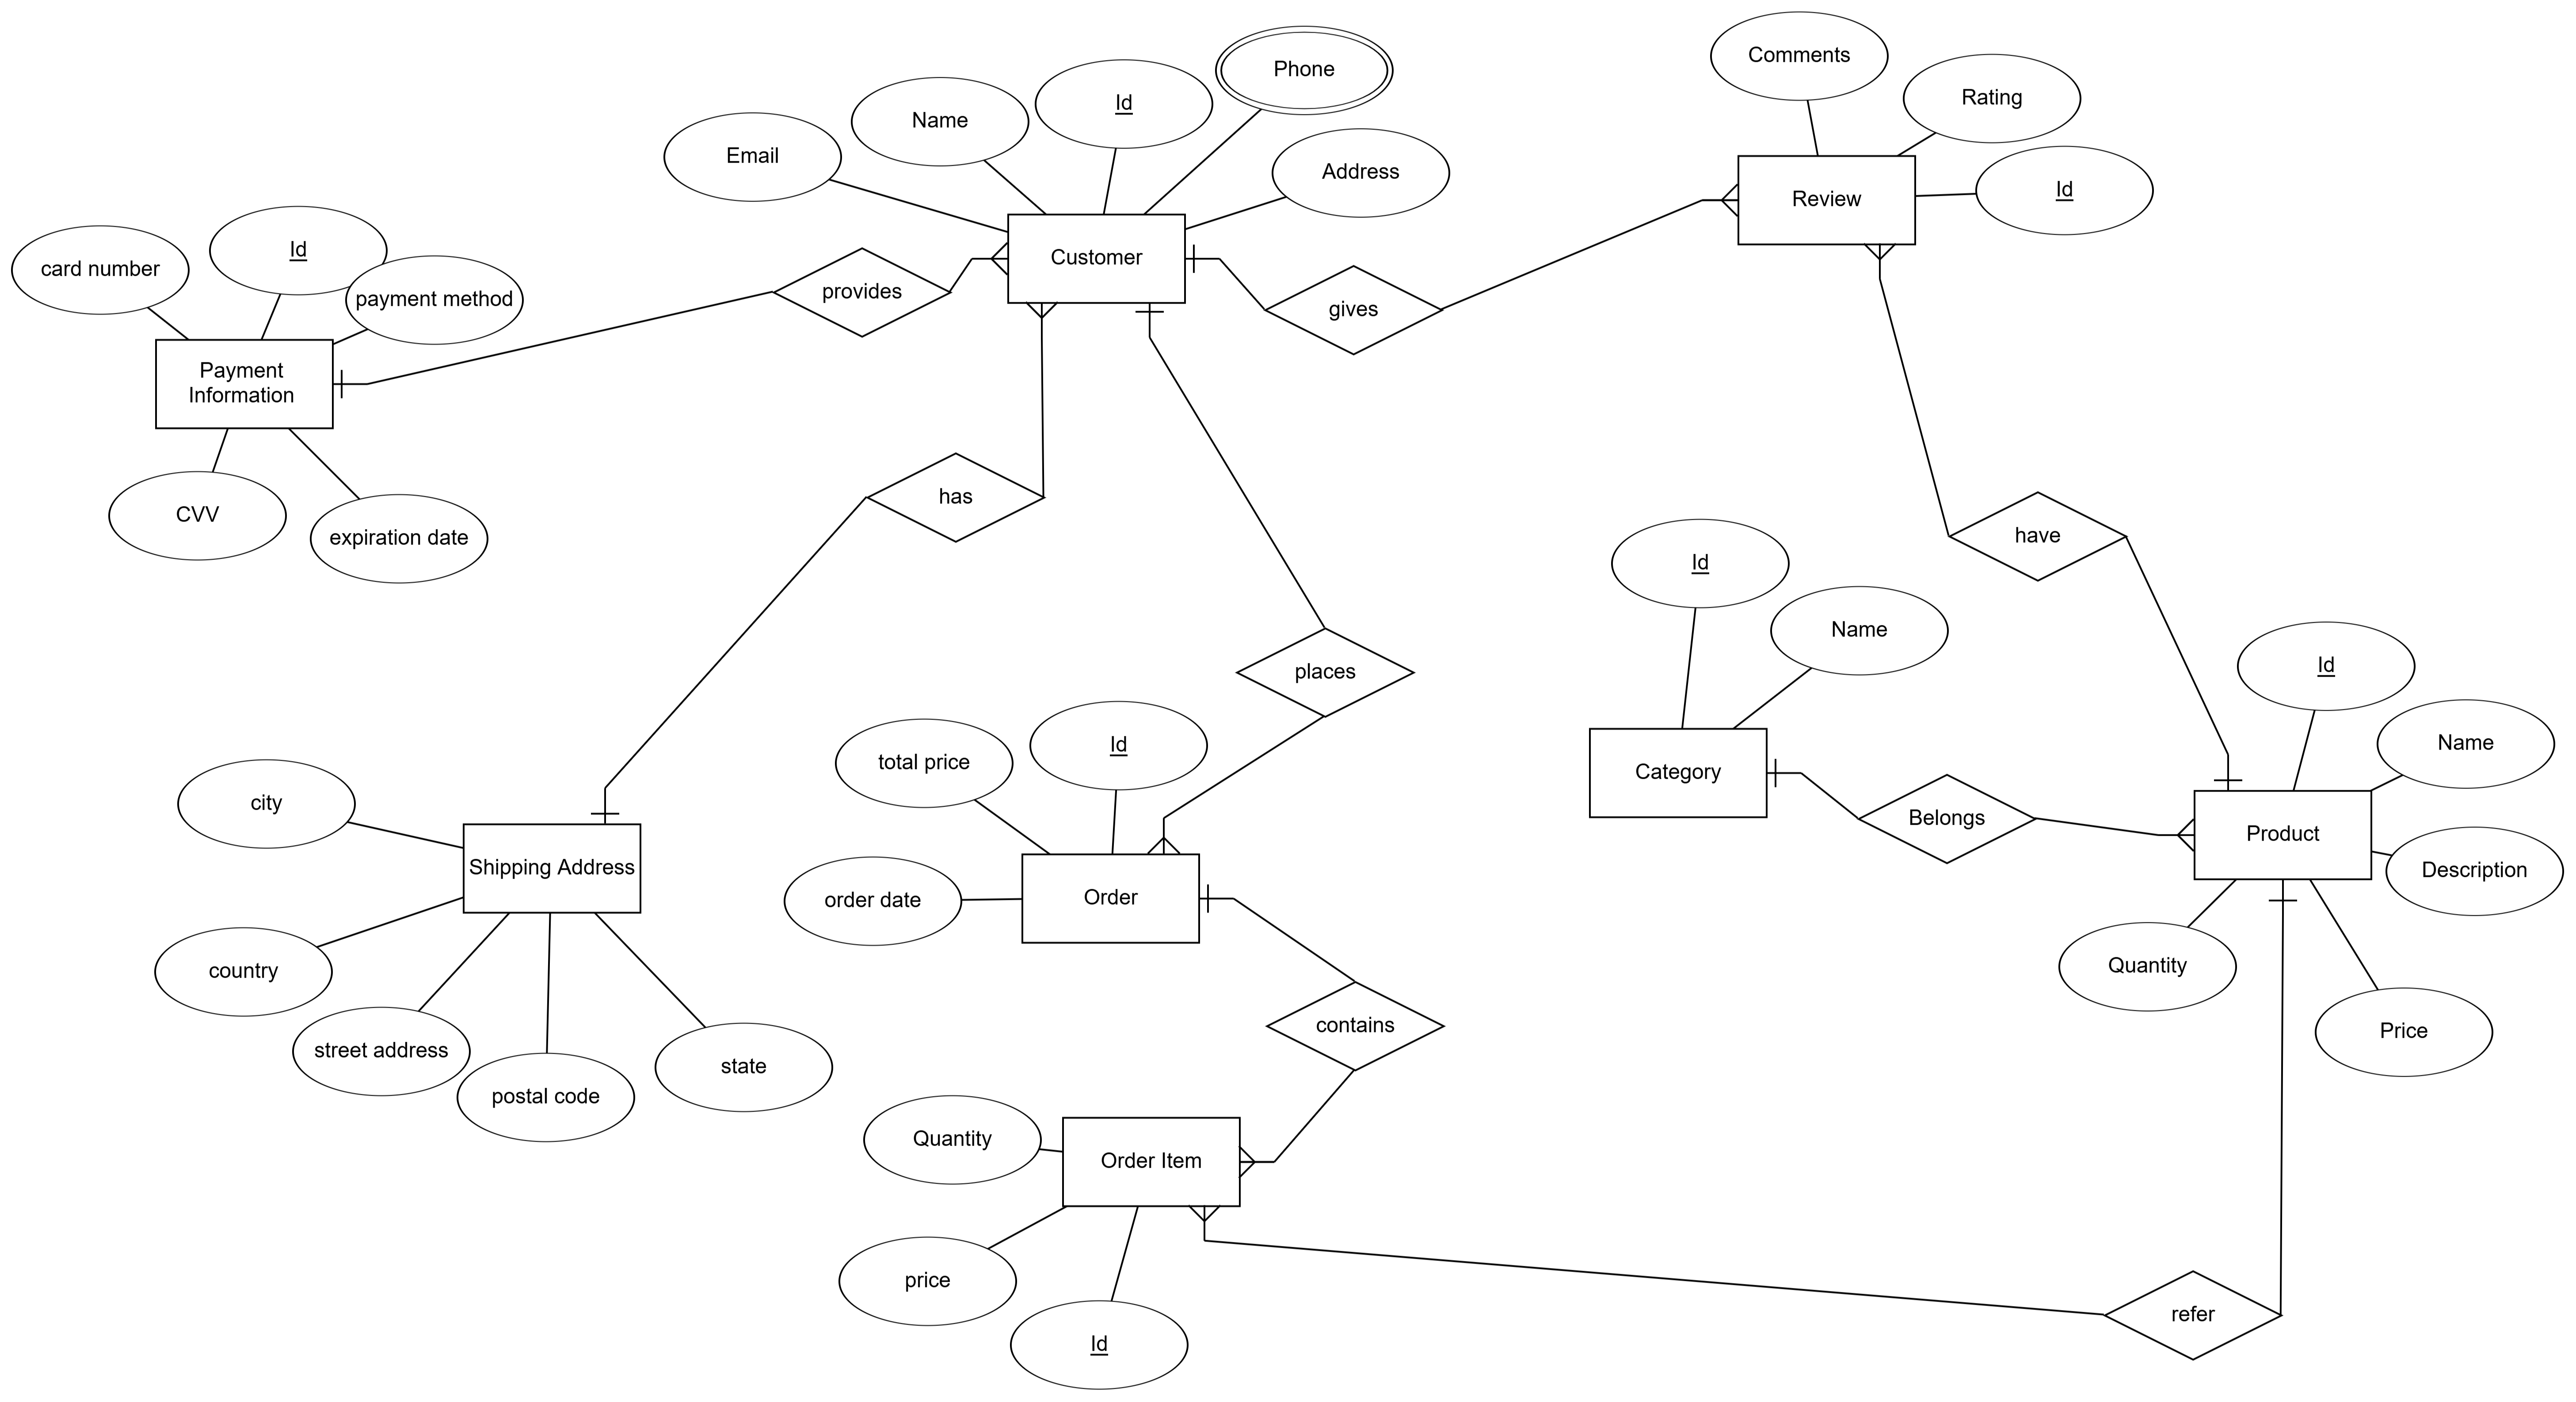 Comments
Phone
Rating
Id
Name
Email
Address
Id
Review
Id
Customer
card number
provides
payment method
gives
Payment
Information
has
CVV
have
expiration date
Id
Name
Id
places
Name
Id
total price
Category
city
Belongs
Product
Shipping Address
Description
Order
order date
Quantity
country
contains
Price
street address
state
postal code
Quantity
Order Item
price
refer
Id